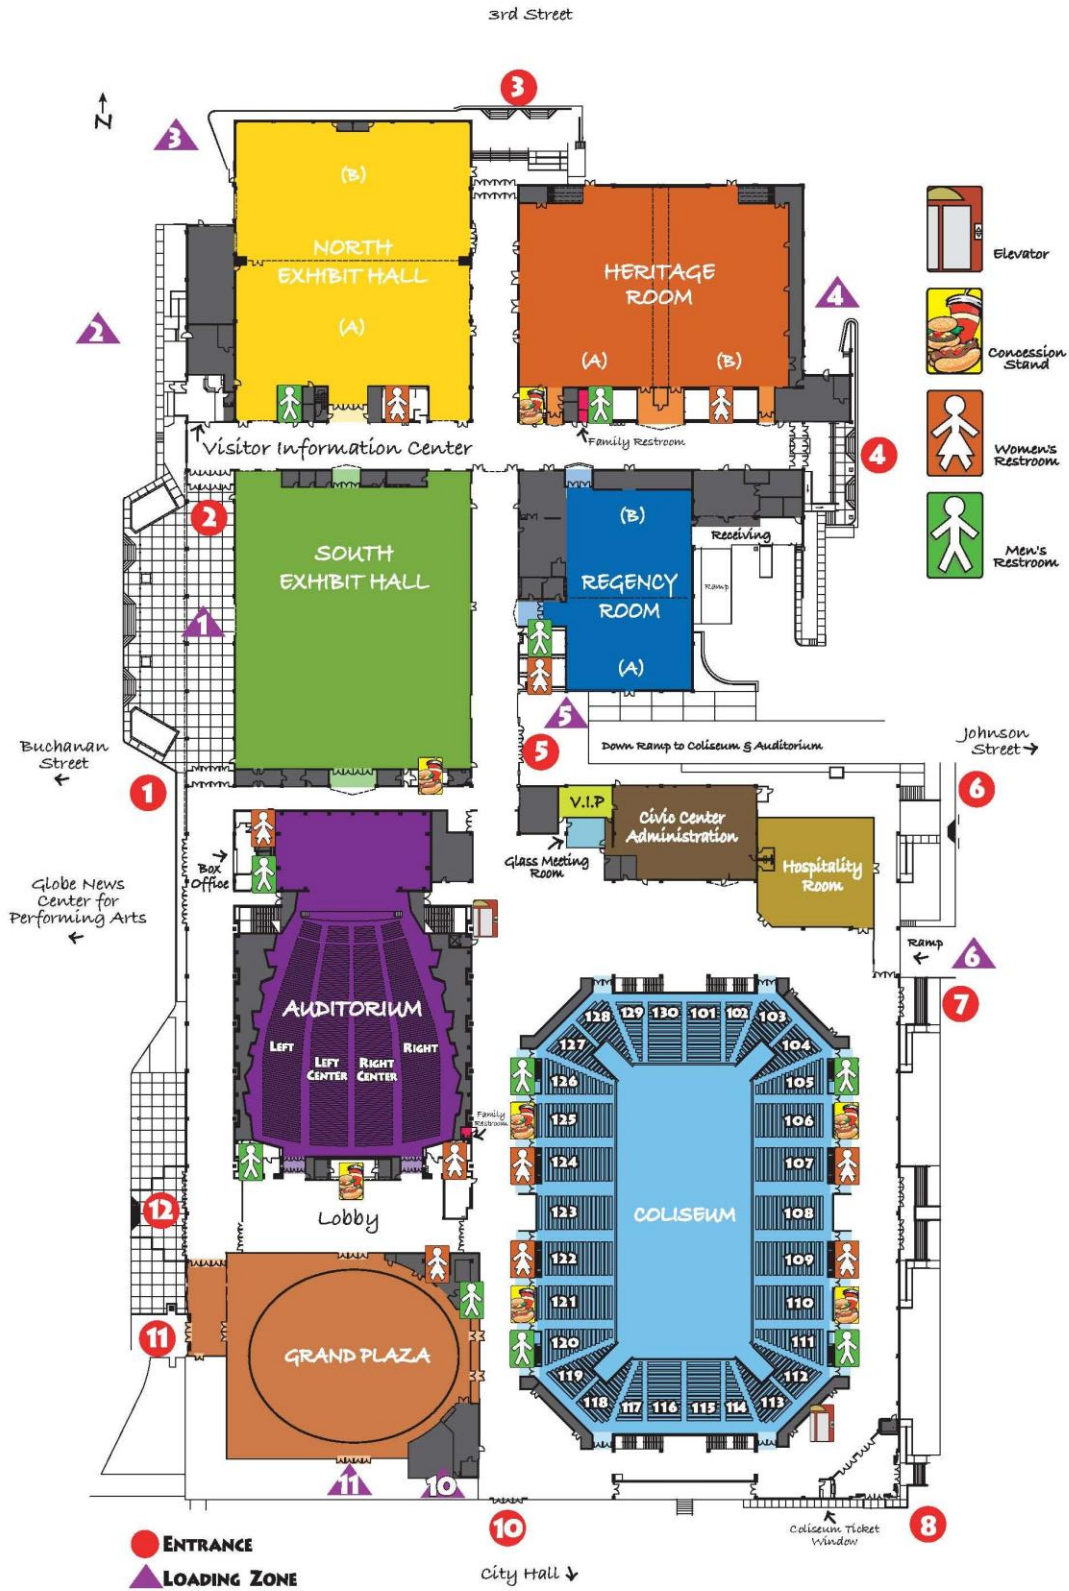 3rd Street
3
N
3
(B)
NORTH
EXHIBIT HALL
(A)
HERITAGE
ROOM
(A)
(B)
4
2
Elevator
Concession
Stand
Women's
Restroom
Men's
Restroom
Family Restroom
Visitor Information Center
4
2
SOUTH
EXHIBIT HALL
1
(B)
REGENCY
ROOM
(A)
Receiving
Ramp
5
5
Down Ramp to Coliseum & Auditorium
Buchanan
Street
Johnson
Street
1
6
V.I.P
Glass Meeting
Room
Civic Center
Administration
Hospitality
Room
Box
Office
Globe News
Center for
Performing Arts
Ramp
6
7
AUDITORIUM
LEFT
LEFT
CENTER
RIGHT
CENTER
RIGHT
Family
Restroom
128
129
130
101
102
103
127
104
126
105
125
106
124
107
123
COLISEUM
108
122
109
121
110
120
111
119
112
118
117
116
115
114
113
12
Lobby
11
GRAND PLAZA
11
10
10
8
Coliseum Ticket
Window
ENTRANCE
LOADING ZONE
City Hall